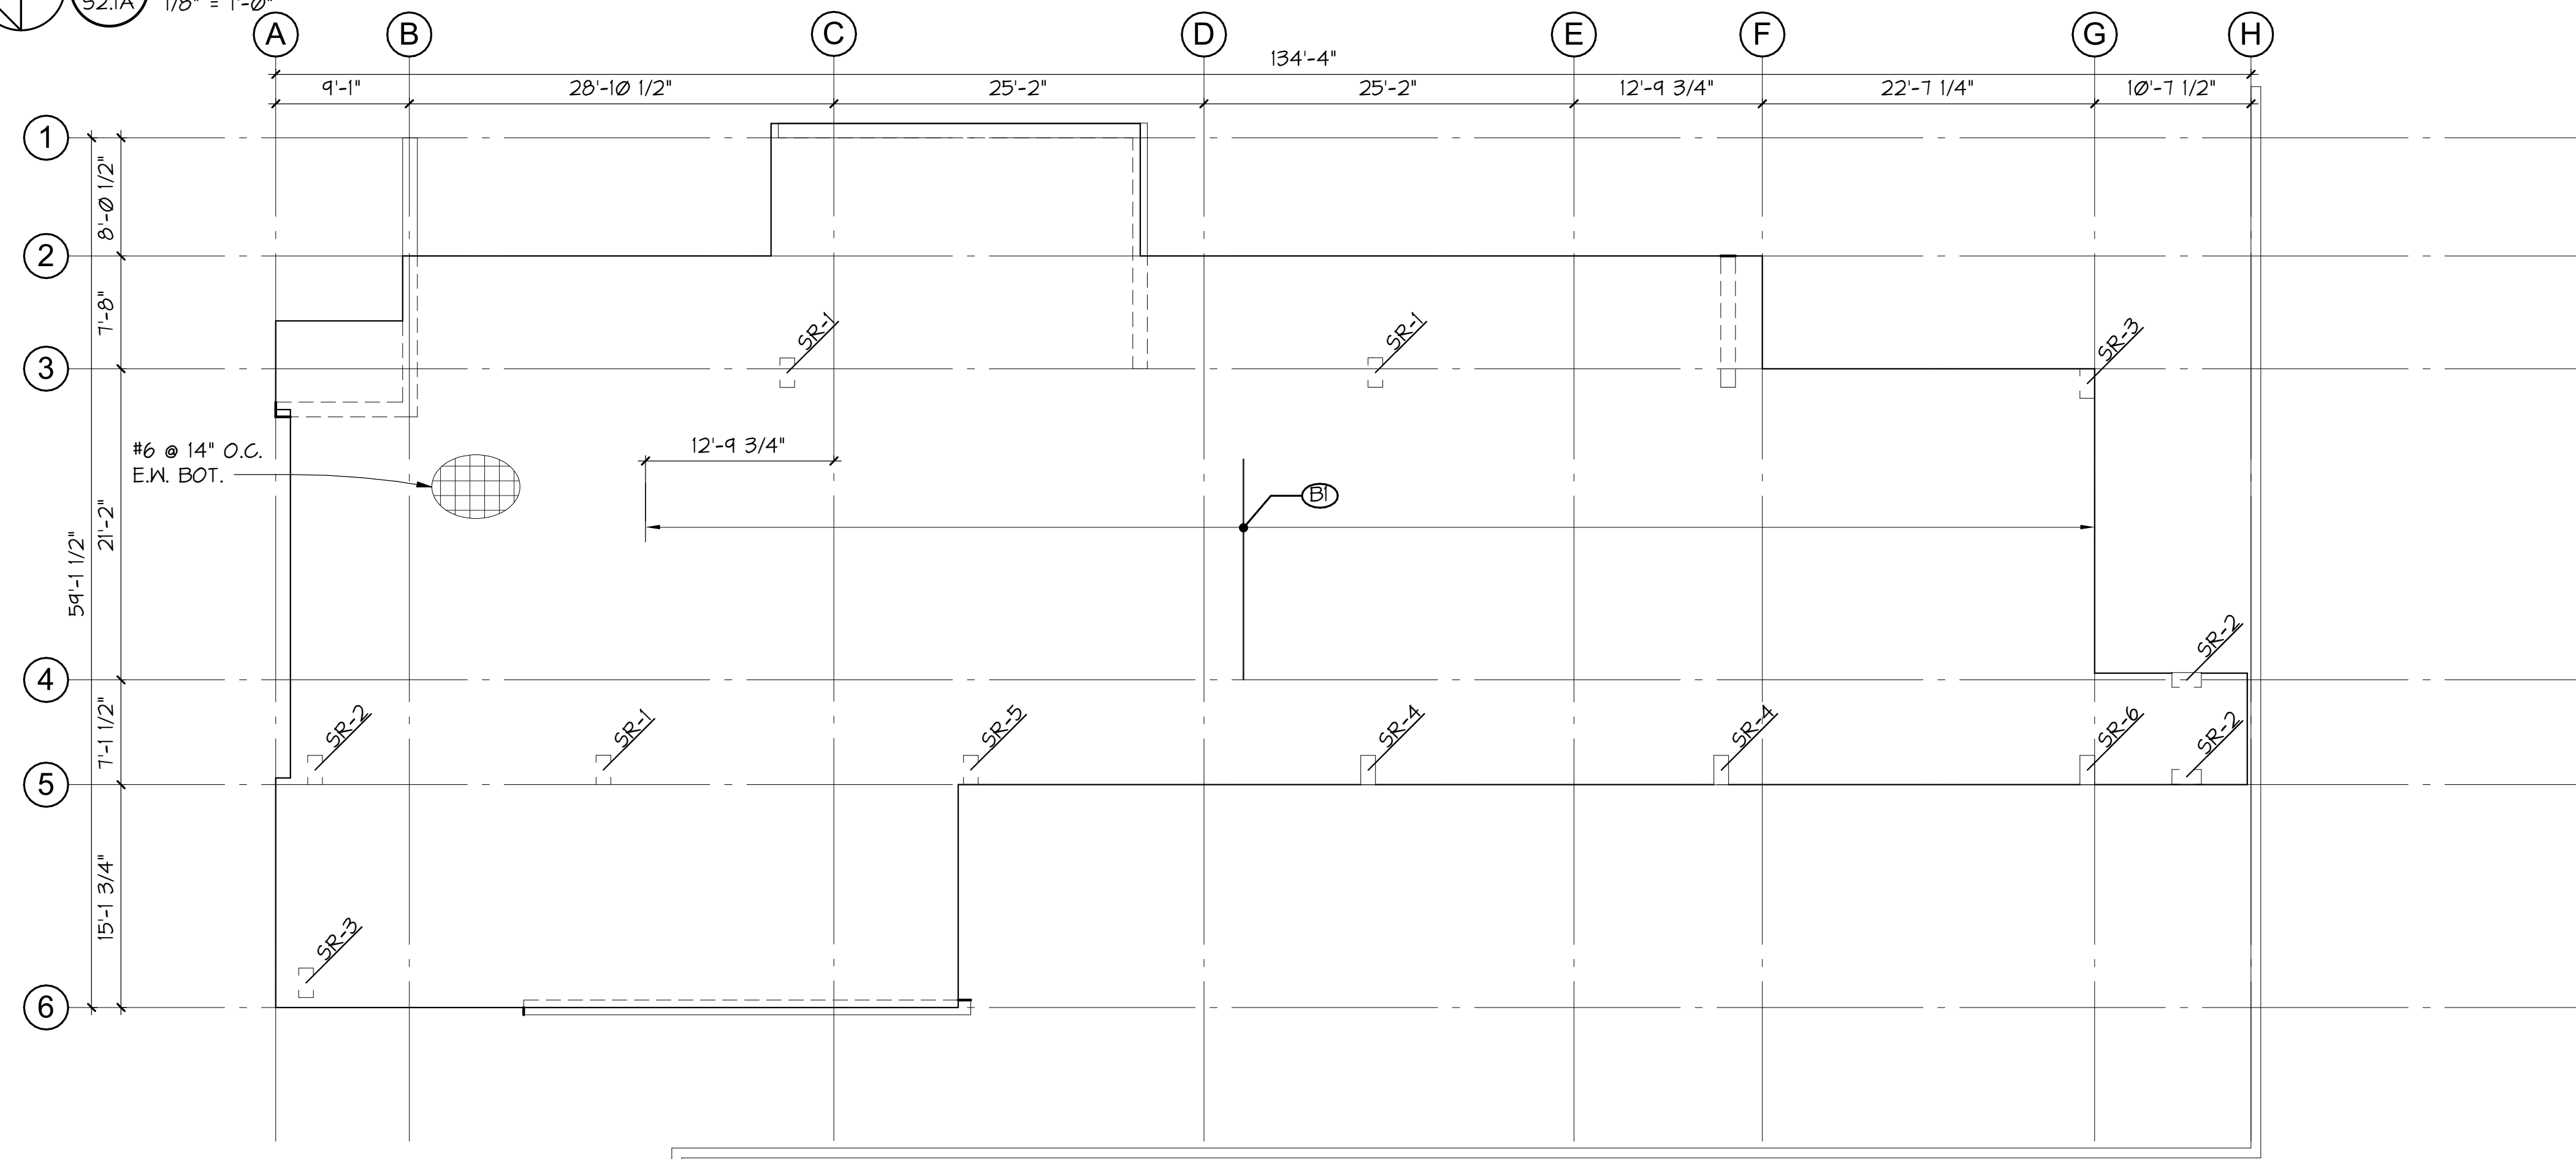 S2.1A
1/8" = 1'-0"
A B C D E F G H
134'-4"
9'-1" 28'-10 1/2" 25'-2" 25'-2" 12'-9 3/4" 22'-7 1/4" 10'-7 1/2"
1
8'-0 1/2"
2
7'-8"
SR-1 SR-1 SR-3
3
#6 @ 14" O.C.
E.W. BOT.
12'-9 3/4"
B1
21'-2"
59'-1 1/2"
SR-2
4
7'-1 1/2"
SR-2 SR-1 SR-5 SR-4 SR-4 SR-6 SR-2
5
15'-1 3/4"
SR-3
6